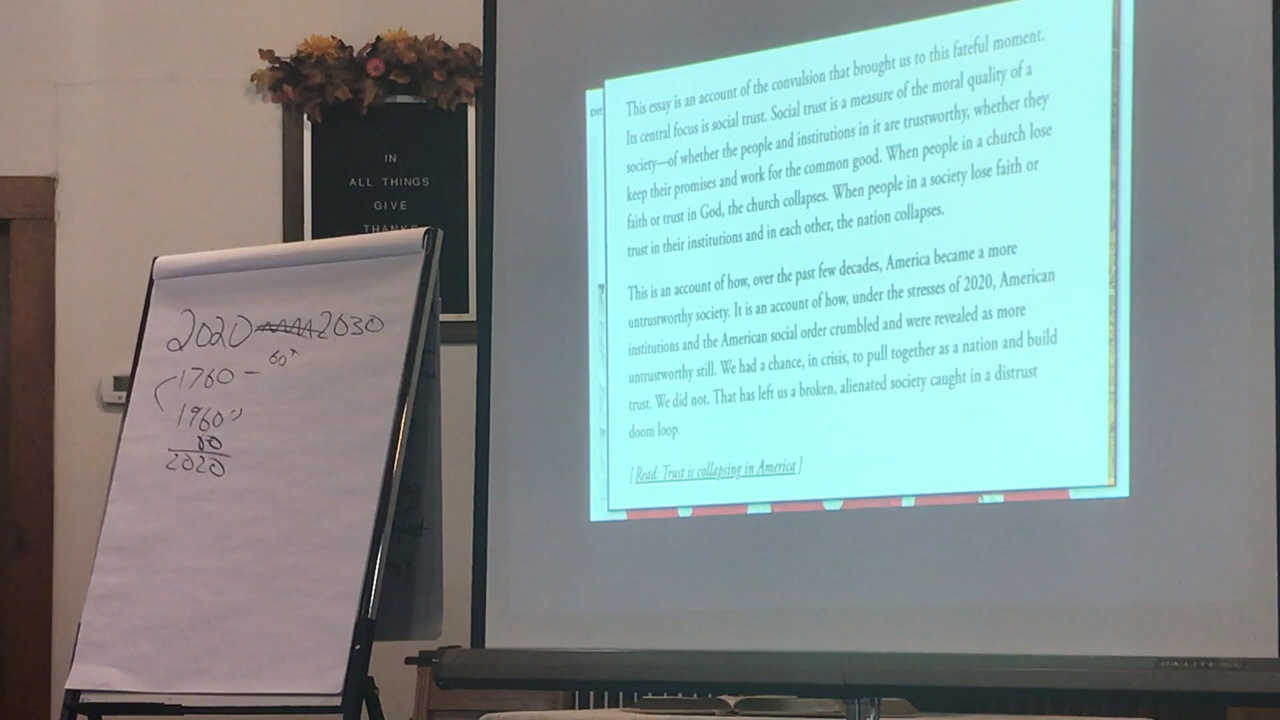 IN
ALL THINGS
GIVE
THANKS
2020 2030
60+
1760 -
1960"
60
2020
This essay is an account of the convulsion that brought us to this fateful moment.
Its central focus is social trust. Social trust is a measure of the moral quality of a
society—of whether the people and institutions in it are trustworthy, whether they
keep their promises and work for the common good. When people in a church lose
faith or trust in God, the church collapses. When people in a society lose faith or
trust in their institutions and in each other, the nation collapses.
This is an account of how, over the past few decades, America became a more
untrustworthy society. It is an account of how, under the stresses of 2020, American
institutions and the American social order crumbled and were revealed as more
untrustworthy still. We had a chance, in crisis, to pull together as a nation and build
trust. We did not. That has left us a broken, alienated society caught in a distrust
doom loop.
[ Read: Trust is collapsing in America ]
DA-LITE